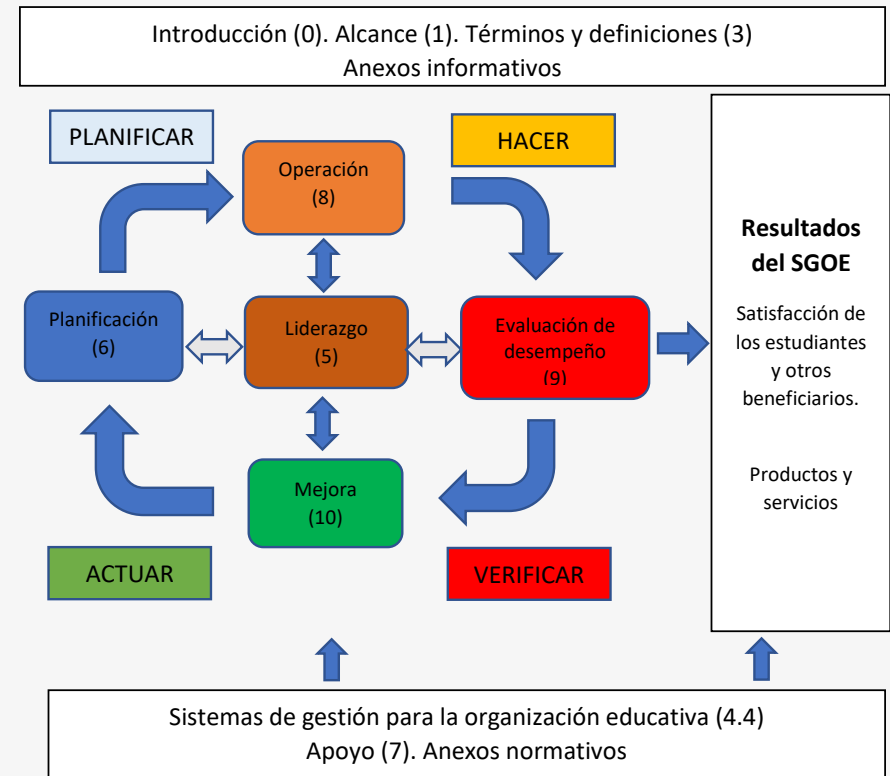 Introducción (0). Alcance (1). Términos y definiciones (3)
Anexos informativos
PLANIFICAR
HACER
Operación
(8)
Planificación
(6)
Liderazgo
(5)
Evaluación de
desempeño
(9)
Mejora
(10)
ACTUAR
VERIFICAR
Resultados
del SGOE
Satisfacción de
los estudiantes
y otros
beneficiarios.
Productos y
servicios
Sistemas de gestión para la organización educativa (4.4)
Apoyo (7). Anexos normativos